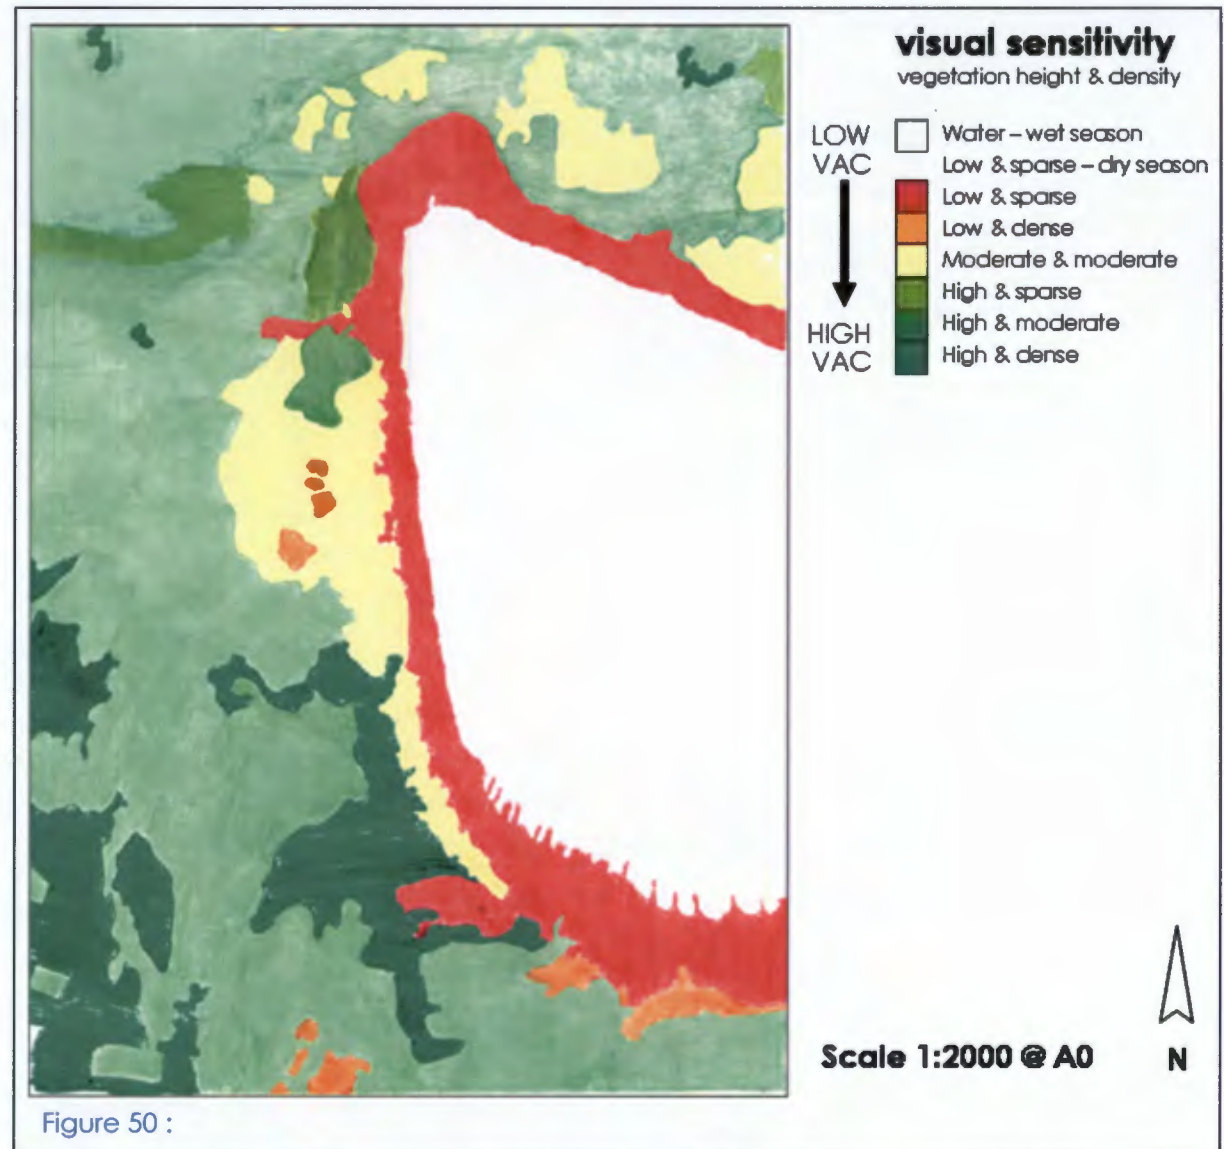 visual sensitivity
vegetation height & density
LOW
VAC
HIGH
VAC
Water – wet season
Low & sparse – dry season
Low & sparse
Low & dense
Moderate & moderate
High & sparse
High & moderate
High & dense
Scale 1:2000 @ A0
N
Figure 50 :